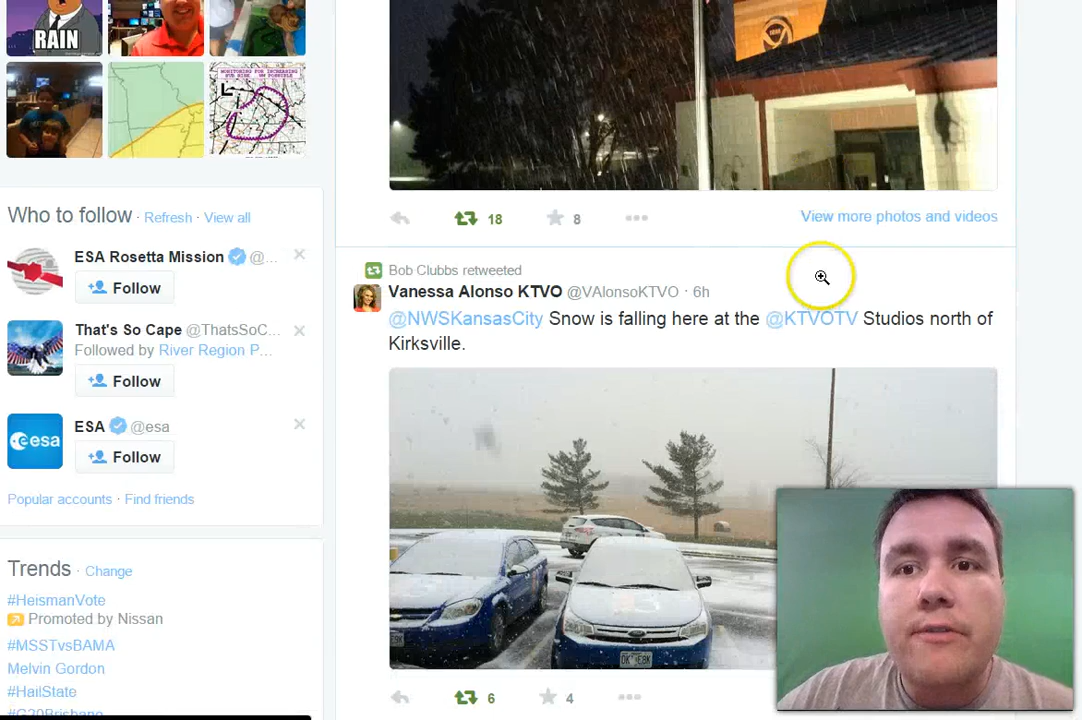 RAIN
Who to follow · Refresh · View all
ESA Rosetta Mission @...
Follow
That's So Cape @ThatsSoC...
Followed by River Region P...
Follow
ESA @esa
Follow
Popular accounts · Find friends
Trends · Change
#HeismanVote
Promoted by Nissan
#MSSTvsBAMA
Melvin Gordon
#HailState
#G20Brisbane
18
8
View more photos and videos
Bob Clubbs retweeted
Vanessa Alonso KTVO @VAlonsoKTVO · 6h
@NWSKansasCity Snow is falling here at the @KTVOTV Studios north of
Kirksville.
6
4